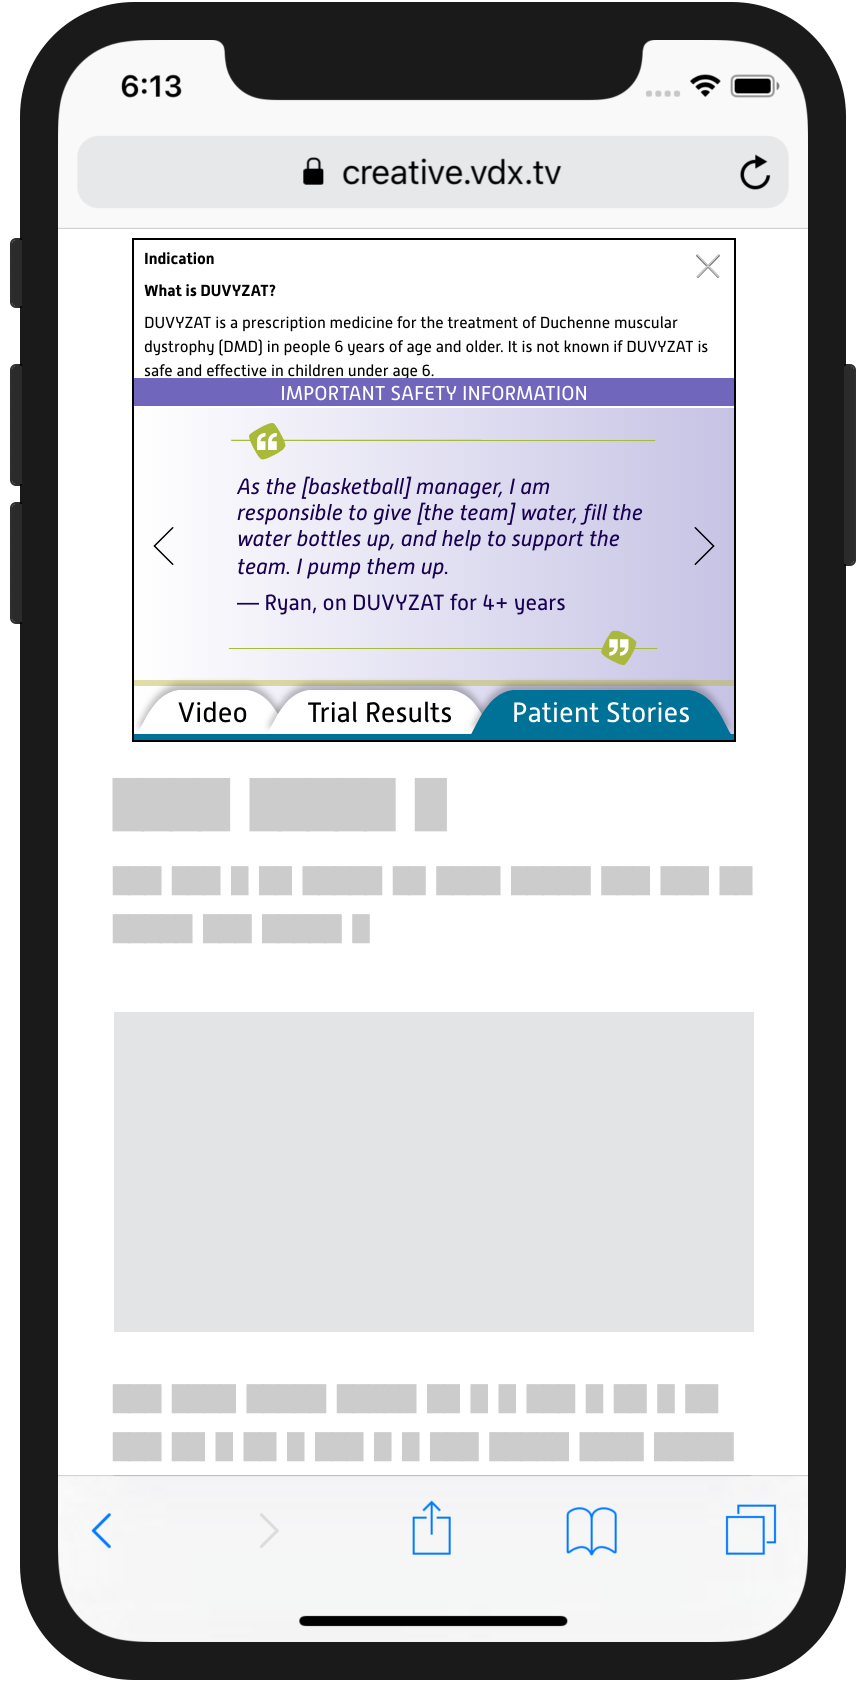 6:13
creative.vdx.tv
Indication
What is DUVYZAT?
DUVYZAT is a prescription medicine for the treatment of Duchenne muscular
dystrophy (DMD) in people 6 years of age and older. It is not known if DUVYZAT is
safe and effective in children under age 6.
IMPORTANT SAFETY INFORMATION
“
As the [basketball] manager, I am
responsible to give [the team] water, fill the
water bottles up, and help to support the
team. I pump them up.
— Ryan, on DUVYZAT for 4+ years
”
Video Trial Results Patient Stories